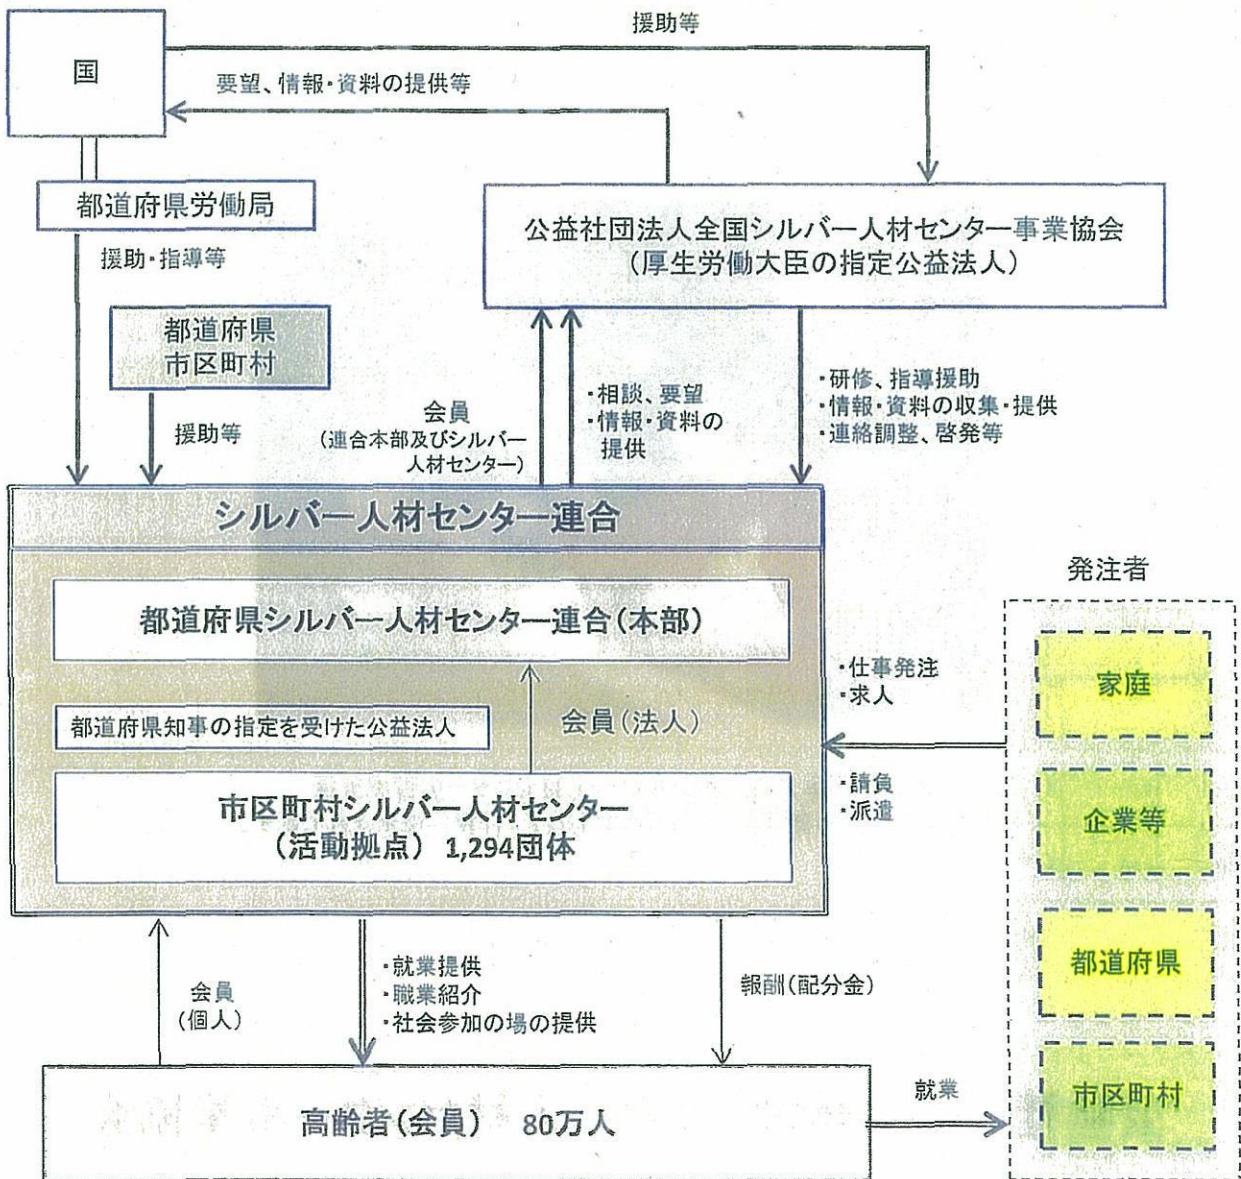 援助等
国
要望、情報・資料の提供等
都道府県労働局
公益社団法人全国シルバー人材センター事業協会
(厚生労働大臣の指定公益法人)
援助・指導等
都道府県
市区町村
援助等
会員
(連合本部及びシルバー
人材センター)
・相談、要望
・情報・資料の
提供
・研修、指導援助
・情報・資料の収集・提供
・連絡調整、啓発等
シルバー人材センター連合
都道府県シルバー人材センター連合(本部)
都道府県知事の指定を受けた公益法人
会員(法人)
市区町村シルバー人材センター
(活動拠点) 1,294団体
・仕事発注
・求人
・請負
・派遣
発注者
家庭
企業等
都道府県
市区町村
会員
(個人)
・就業提供
・職業紹介
・社会参加の場の提供
報酬(配分金)
高齢者(会員) 80万人
就業